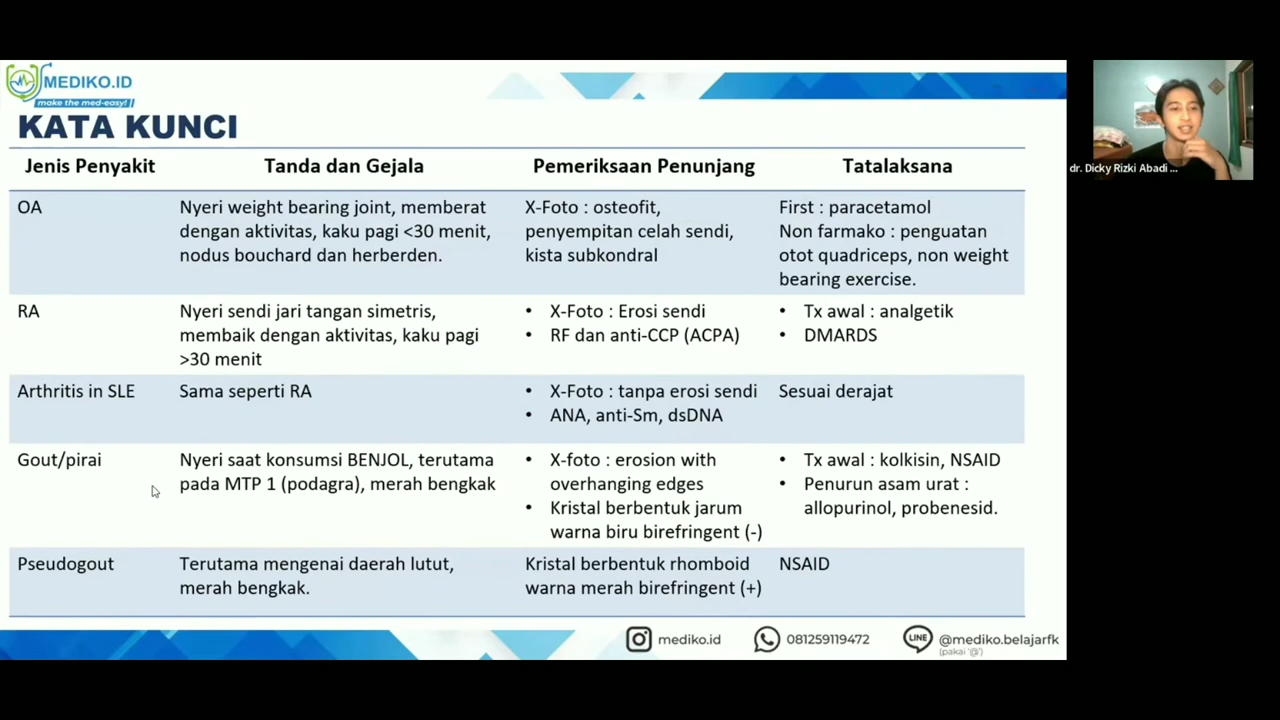 MEDIKO.ID
make the med-easy!
KATA KUNCI
Jenis Penyakit
Tanda dan Gejala
Pemeriksaan Penunjang
Tatalaksana
OA
Nyeri weight bearing joint, memberat
dengan aktivitas, kaku pagi <30 menit,
nodus bouchard dan herberden.
X-Foto : osteofit,
penyempitan celah sendi,
kista subkondral
First : paracetamol
Non farmako : penguatan
otot quadriceps, non weight
bearing exercise.
RA
Nyeri sendi jari tangan simetris,
membaik dengan aktivitas, kaku pagi
>30 menit
• X-Foto : Erosi sendi
• RF dan anti-CCP (ACPA)
• Tx awal : analgetik
• DMARDS
Arthritis in SLE
Sama seperti RA
• X-Foto : tanpa erosi sendi
• ANA, anti-Sm, dsDNA
Sesuai derajat
Gout/pirai
Nyeri saat konsumsi BENJOL, terutama
pada MTP 1 (podagra), merah bengkak
• X-foto : erosion with
overhanging edges
• Kristal berbentuk jarum
warna biru birefringent (-)
• Tx awal : kolkisin, NSAID
• Penurun asam urat :
allopurinol, probenesid.
Pseudogout
Terutama mengenai daerah lutut,
merah bengkak.
Kristal berbentuk rhomboid
warna merah birefringent (+)
NSAID
mediko.id
081259119472
LINE
@mediko.belajarfk
(pakai '@')
dr. Dicky Rizki Abadi ...